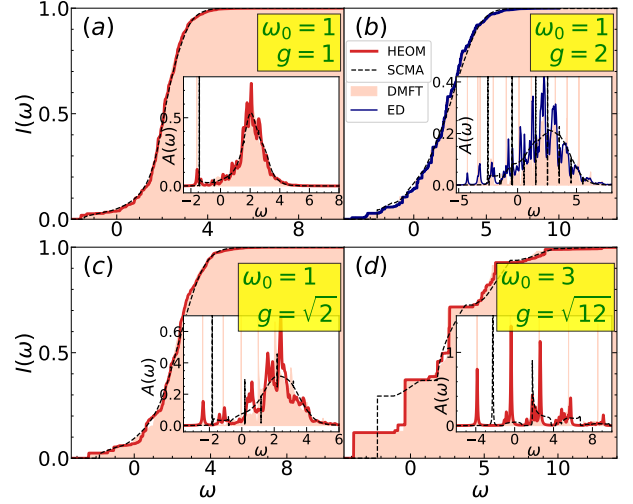 (a)
ω₀ = 1
g = 1
I(ω)
1.0
0.5
0.0
A(ω)
0.5
0.0
−2 0 2 4 6 8
ω
0 4 8
(b)
ω₀ = 1
g = 2
HEOM
SCMA
DMFT
ED
A(ω)
0.4
0.2
0.0
−5 0 5
ω
0 5 10
(c)
ω₀ = 1
g = √2
I(ω)
1.0
0.5
0.0
A(ω)
0.6
0.4
0.2
0.0
−2 0 2 4 6
ω
0 4 8
ω
(d)
ω₀ = 3
g = √12
A(ω)
1
0
−4 0 4 8
ω
0 5 10
ω